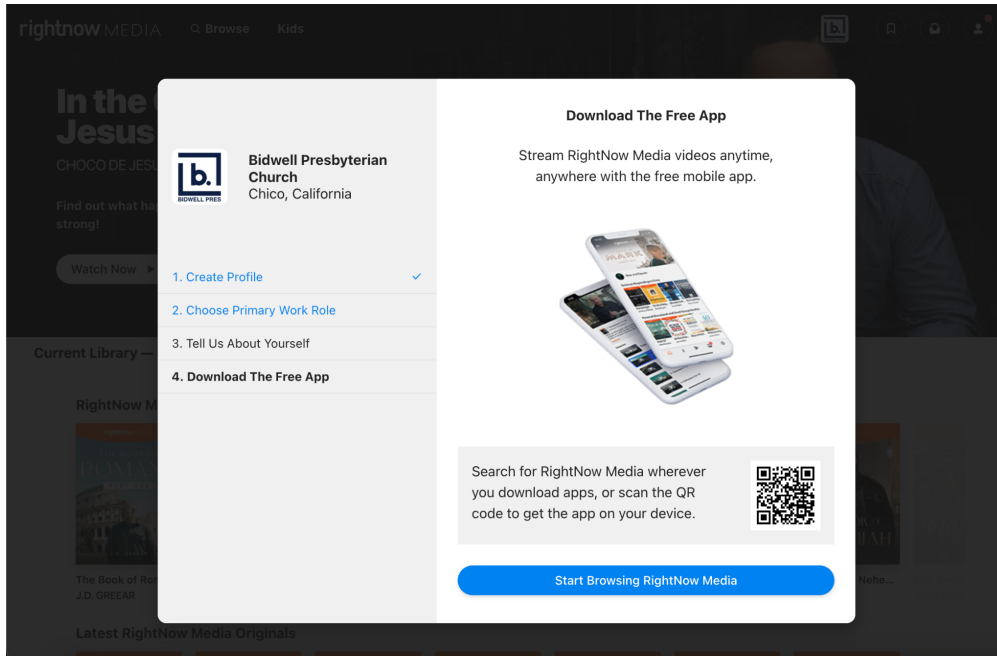 rightnow MEDIA
Browse
Kids
b.
In the
Jesus
CHOCO DE JESU
Find out what ha
strong!
Watch Now
b.
BIDWELL PRES
Bidwell Presbyterian
Church
Chico, California
1. Create Profile
2. Choose Primary Work Role
3. Tell Us About Yourself
4. Download The Free App
Download The Free App
Stream RightNow Media videos anytime,
anywhere with the free mobile app.
MARK
Search for RightNow Media wherever
you download apps, or scan the QR
code to get the app on your device.
Start Browsing RightNow Media
Current Library —
RightNow M
ROMAN
The Book of Ror
J.D. GREEAR
Nehe...
Latest RightNow Media Originals